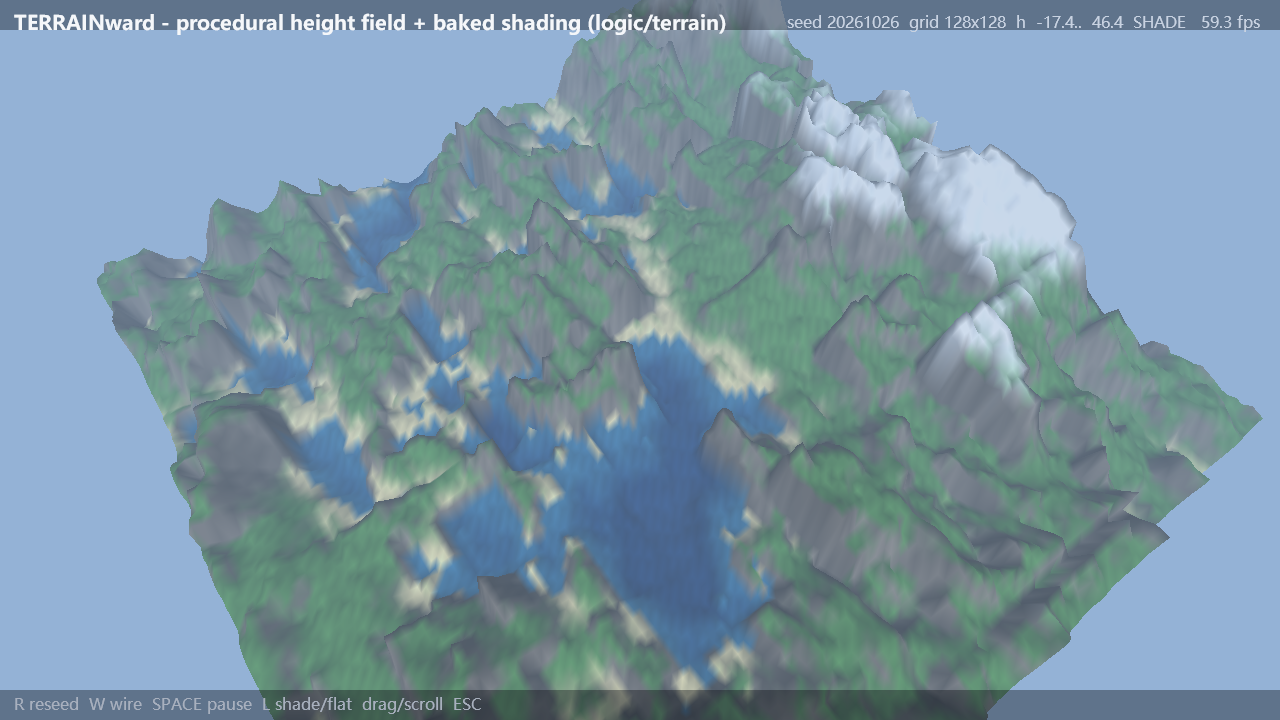 TERRAINward - procedural height field + baked shading (logic/terrain)
seed 20261026 grid 128x128 h -17.4.. 46.4 SHADE 59.3 fps
R reseed W wire SPACE pause L shade/flat drag/scroll ESC